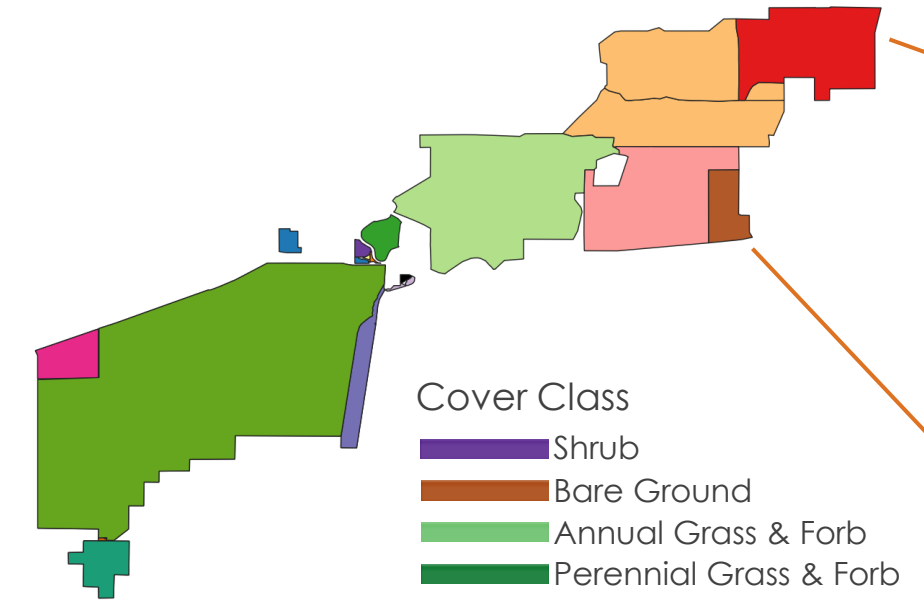 Cover Class
Shrub
Bare Ground
Annual Grass & Forb
Perennial Grass & Forb